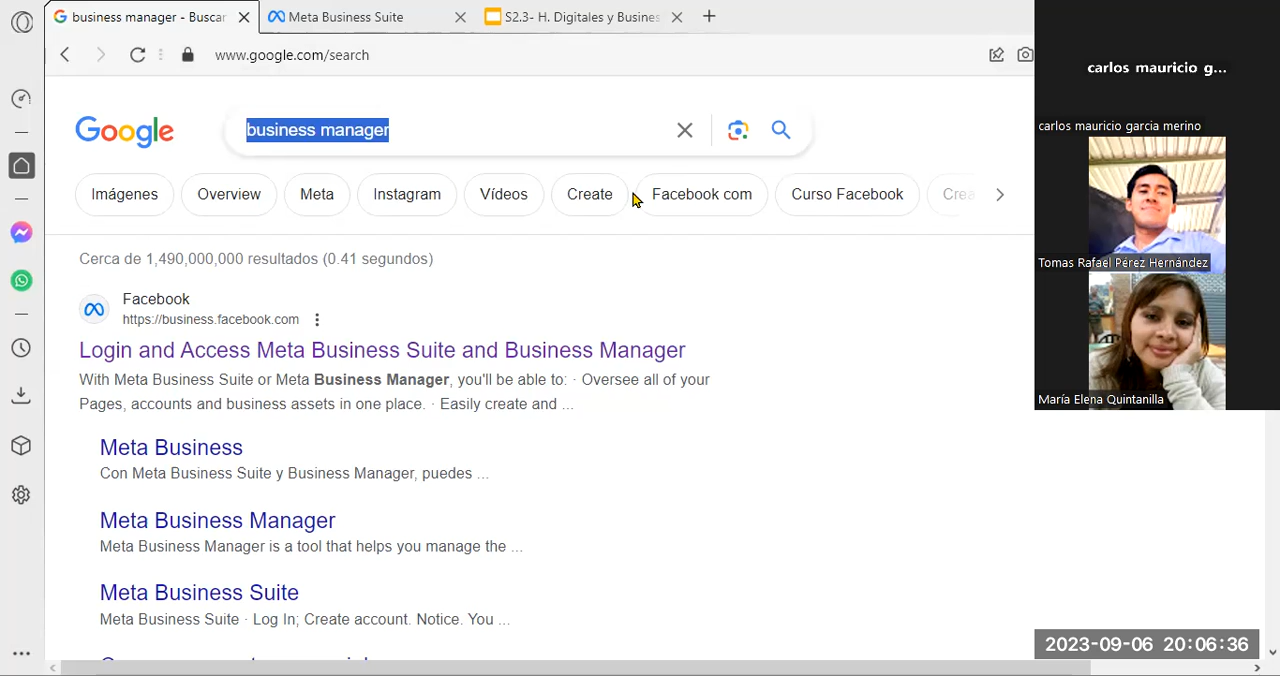 business manager - Buscar
Meta Business Suite
S2.3- H. Digitales y Busines
www.google.com/search
Google
business manager
Imágenes
Overview
Meta
Instagram
Vídeos
Create
Facebook com
Curso Facebook
Crea
Cerca de 1,490,000,000 resultados (0.41 segundos)
Facebook
https://business.facebook.com
Login and Access Meta Business Suite and Business Manager
With Meta Business Suite or Meta Business Manager, you'll be able to: · Oversee all of your
Pages, accounts and business assets in one place. · Easily create and ...
Meta Business
Con Meta Business Suite y Business Manager, puedes ...
Meta Business Manager
Meta Business Manager is a tool that helps you manage the ...
Meta Business Suite
Meta Business Suite · Log In; Create account. Notice. You ...
carlos mauricio g...
carlos mauricio garcia merino
Tomas Rafael Pérez Hernández
María Elena Quintanilla
2023-09-06 20:06:36